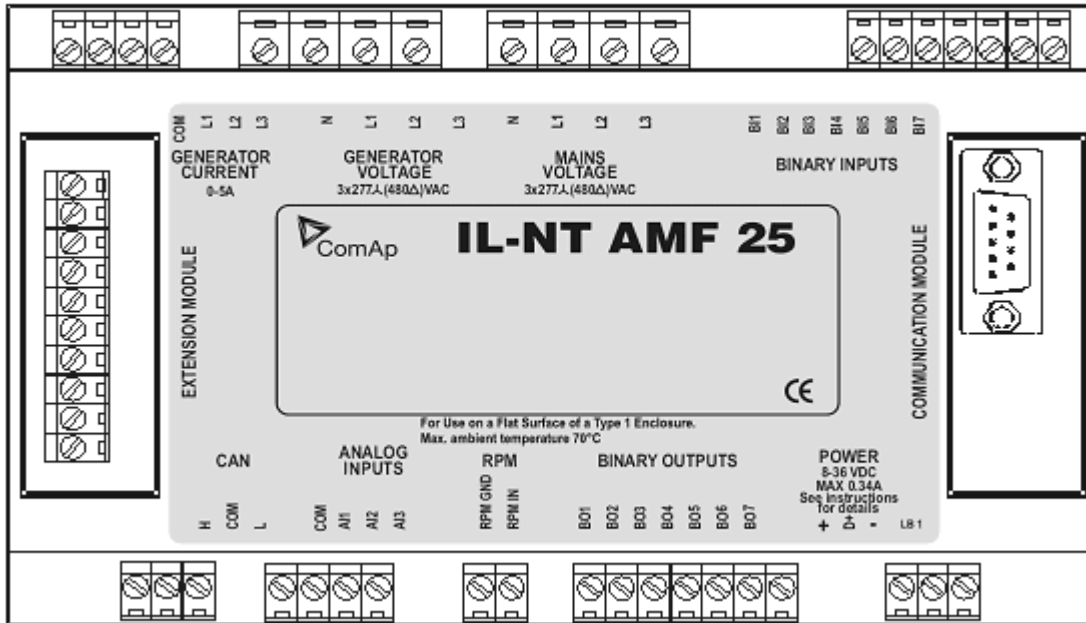 COM L1 L2 L3 N L1 L2 L3 N L1 L2 L3 BI1 BI2 BI3 BI4 BI5 BI6 BI7
GENERATOR
CURRENT
0-5A
GENERATOR
VOLTAGE
3x277⅄(480Δ)VAC
MAINS
VOLTAGE
3x277⅄(480Δ)VAC
BINARY INPUTS
EXTENSION MODULE
ComAp
IL-NT AMF 25
CE
COMMUNICATION MODULE
For Use on a Flat Surface of a Type 1 Enclosure.
Max. ambient temperature 70°C
CAN
H COM L
ANALOG
INPUTS
COM AI1 AI2 AI3
RPM
RPM GND RPM IN
BINARY OUTPUTS
BO1 BO2 BO3 BO4 BO5 BO6 BO7
POWER
8-36 VDC
MAX 0.34A
See instructions
for details
+ D+ -
LB 1